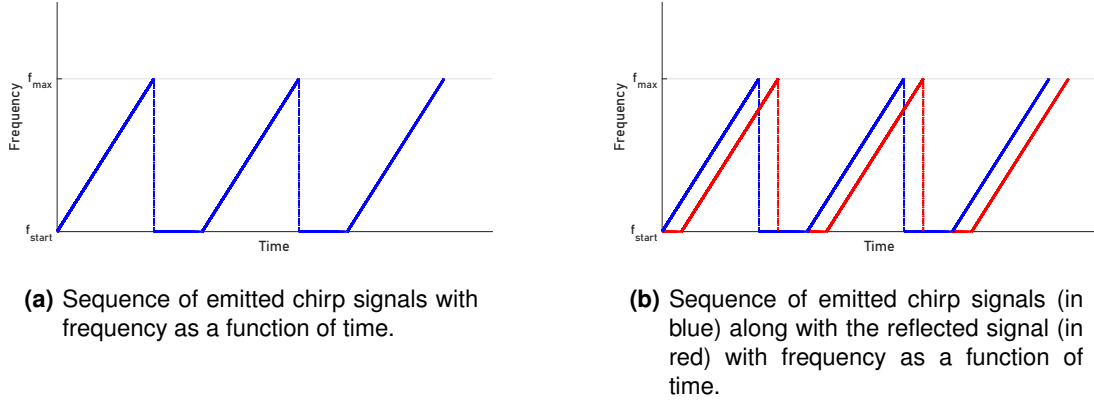 f_max
Frequency
f_start
Time
f_max
Frequency
f_start
Time
(a) Sequence of emitted chirp signals with
frequency as a function of time.
(b) Sequence of emitted chirp signals (in
blue) along with the reflected signal (in
red) with frequency as a function of
time.